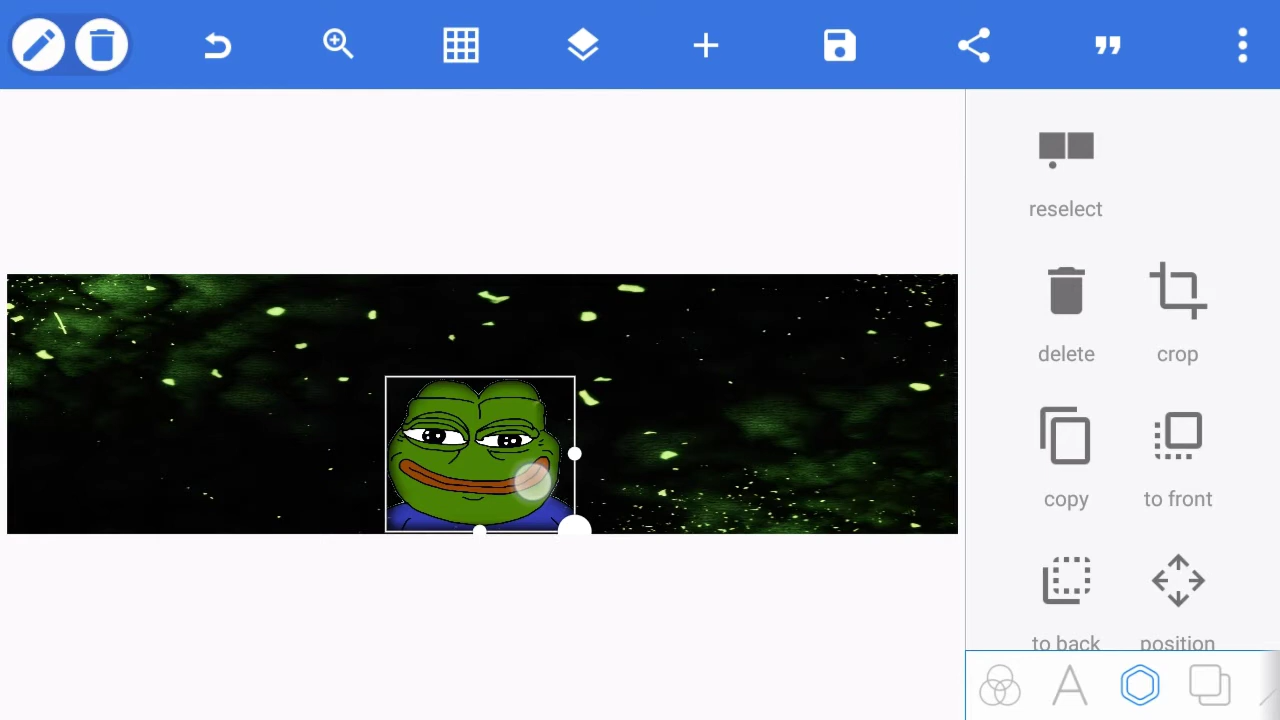 reselect
delete
crop
copy
to front
to back
position